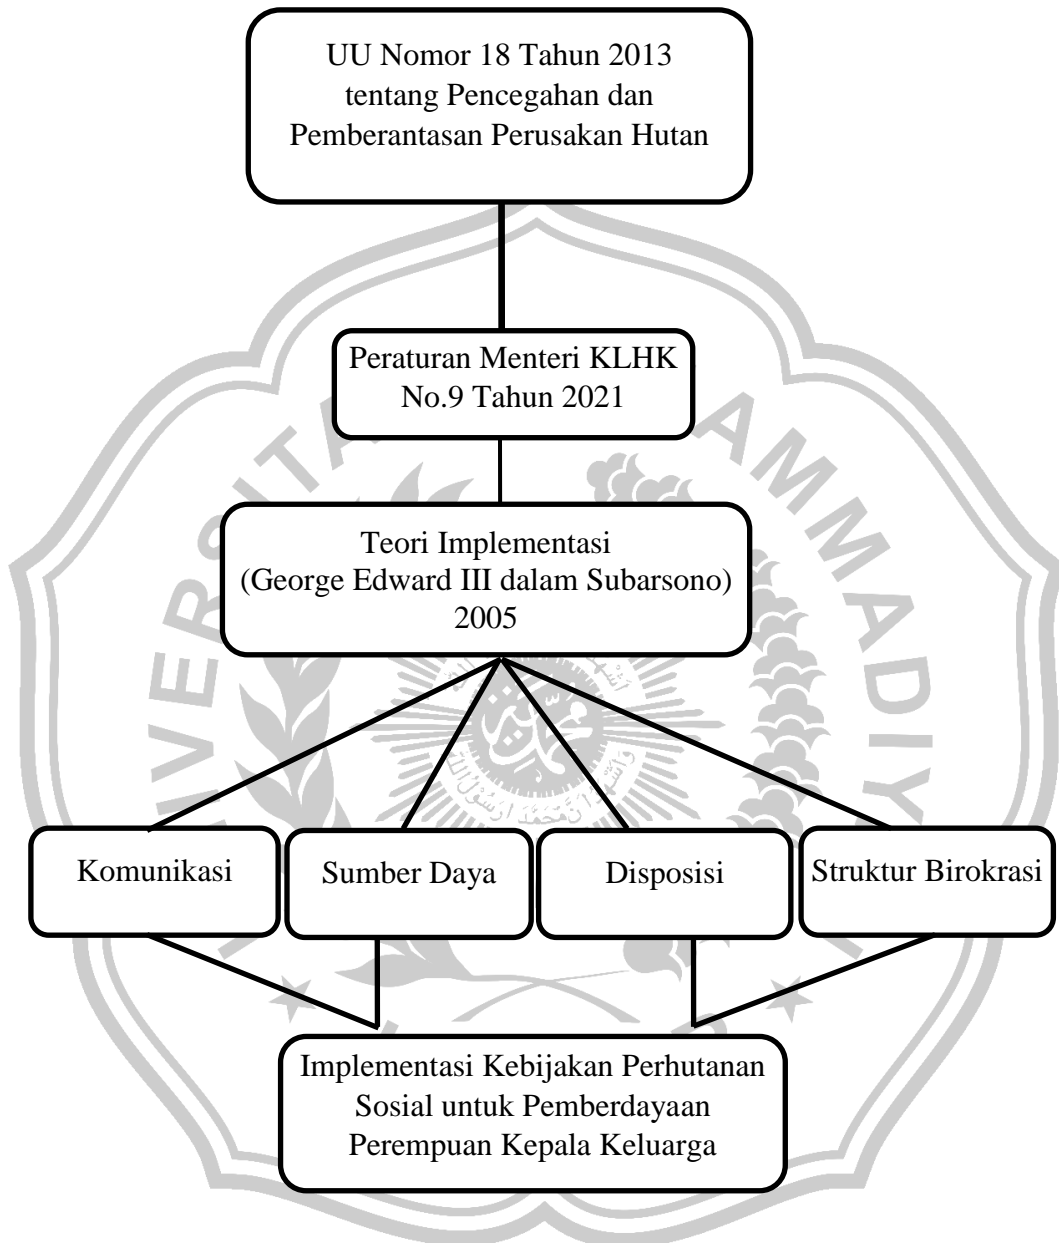 UU Nomor 18 Tahun 2013
tentang Pencegahan dan
Pemberantasan Perusakan Hutan
Peraturan Menteri KLHK
No.9 Tahun 2021
Teori Implementasi
(George Edward III dalam Subarsono)
2005
Komunikasi
Sumber Daya
Disposisi
Struktur Birokrasi
Implementasi Kebijakan Perhutanan
Sosial untuk Pemberdayaan
Perempuan Kepala Keluarga